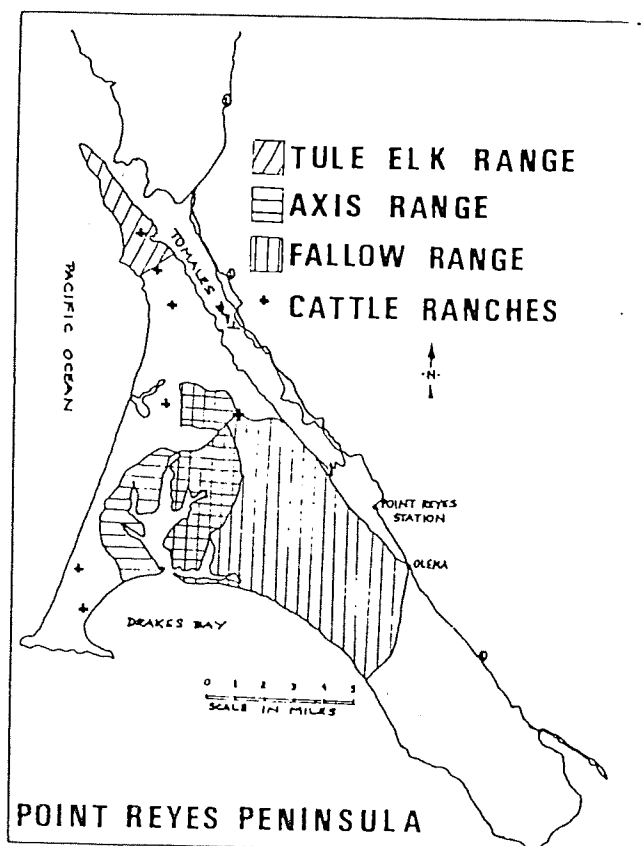 TULE ELK RANGE
AXIS RANGE
FALLOW RANGE
+ CATTLE RANCHES
TOMALES BAY
PACIFIC OCEAN
N
POINT REYES
STATION
OLEMA
DRAKES BAY
0 1 2 3 4 5
SCALE IN MILES
POINT REYES PENINSULA